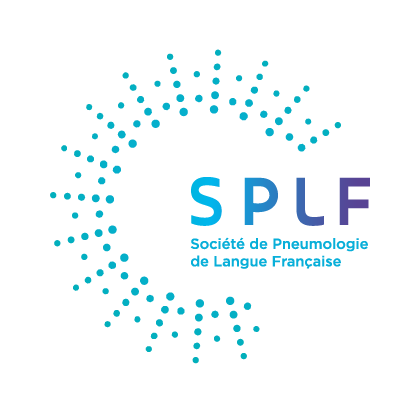 SPLF
Société de Pneumologie
de Langue Française